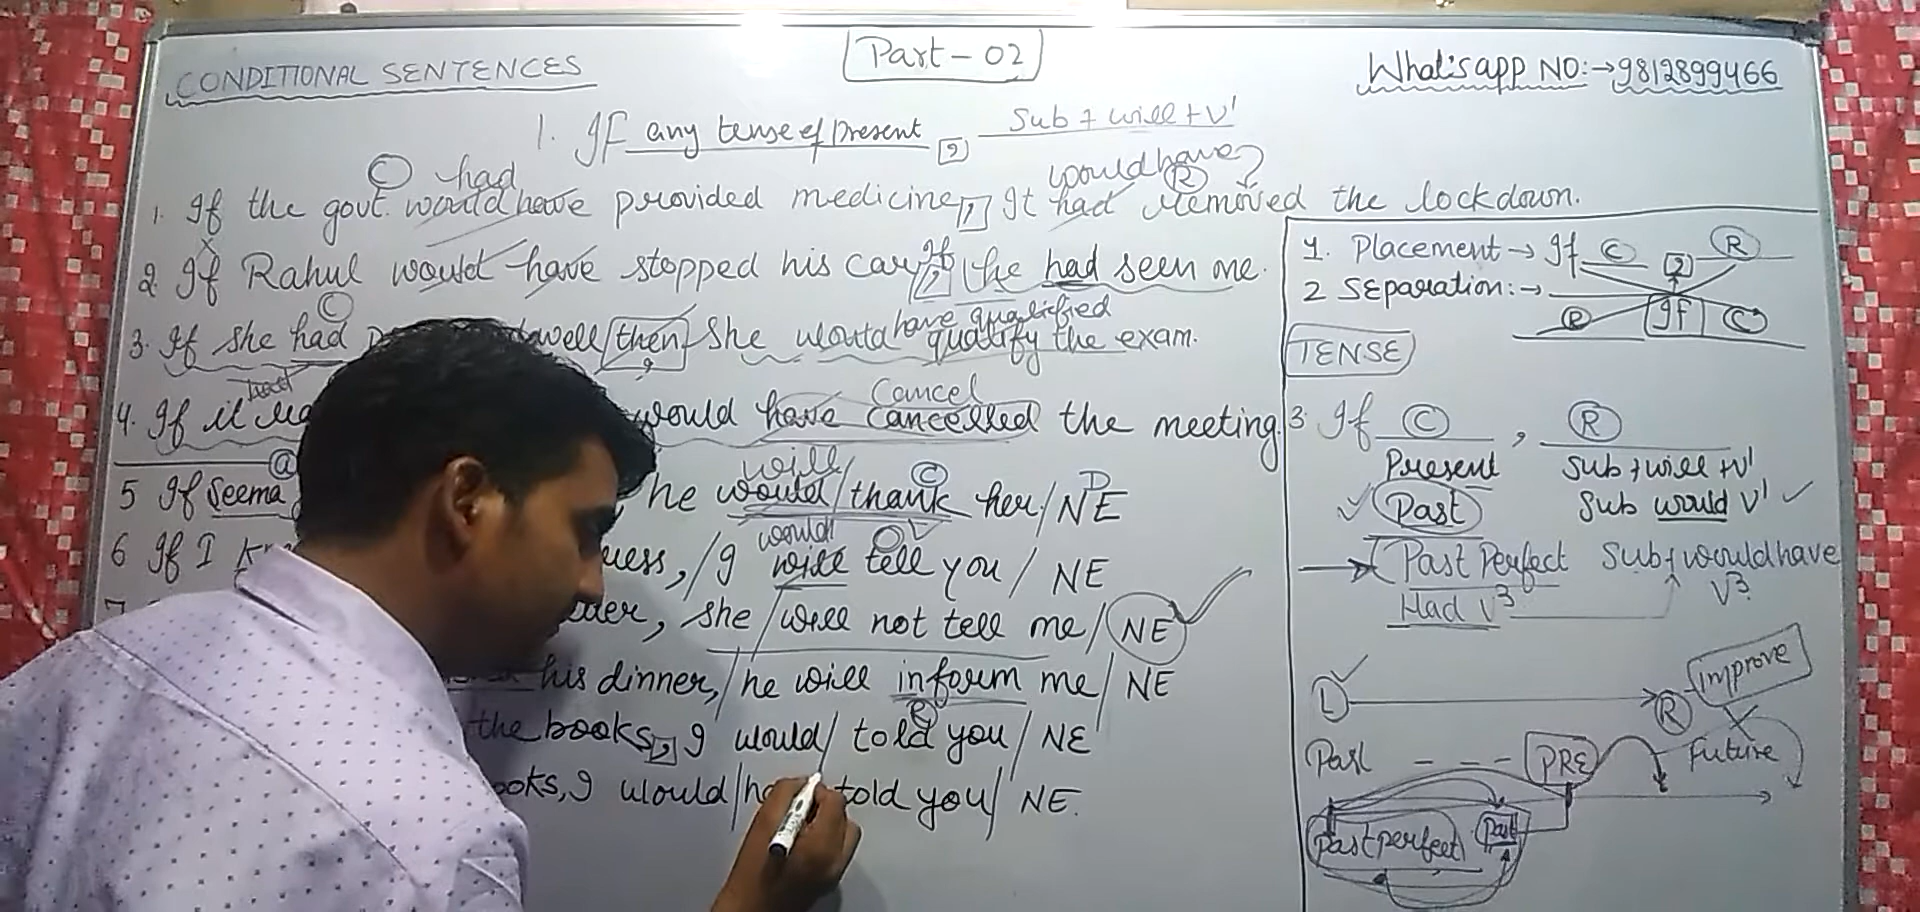 CONDITIONAL SENTENCES
Part - 02
What'sapp NO:→9812899466
1. If any tense of Present , Sub + will + V1
C had would have R ?
1. If the govt. would have provided medicine, It had removed the lockdown.
If
2. If Rahul would have stopped his car, he had seen me.
C have qualified
3. If she had well then, she would qualify the exam.
had Cancel
4. If it would have cancelled the meeting.
a will C D
5 If Seema he would / thank her / NE
would
6 If I , / I will tell you / NE
, she / will not tell me / NE
his dinner, / he will inform me / NE
R
the books, I would / told you / NE
books, I would / told you / NE.
1. Placement → If C , R
2 SEparation :→
R If C
TENSE
3. If C , R
Present Sub + will + V1
Past Sub would V1
Past Perfect Sub + would have V3
Had V3
L R improve
Past - - - PRE Future
Past perfect Past